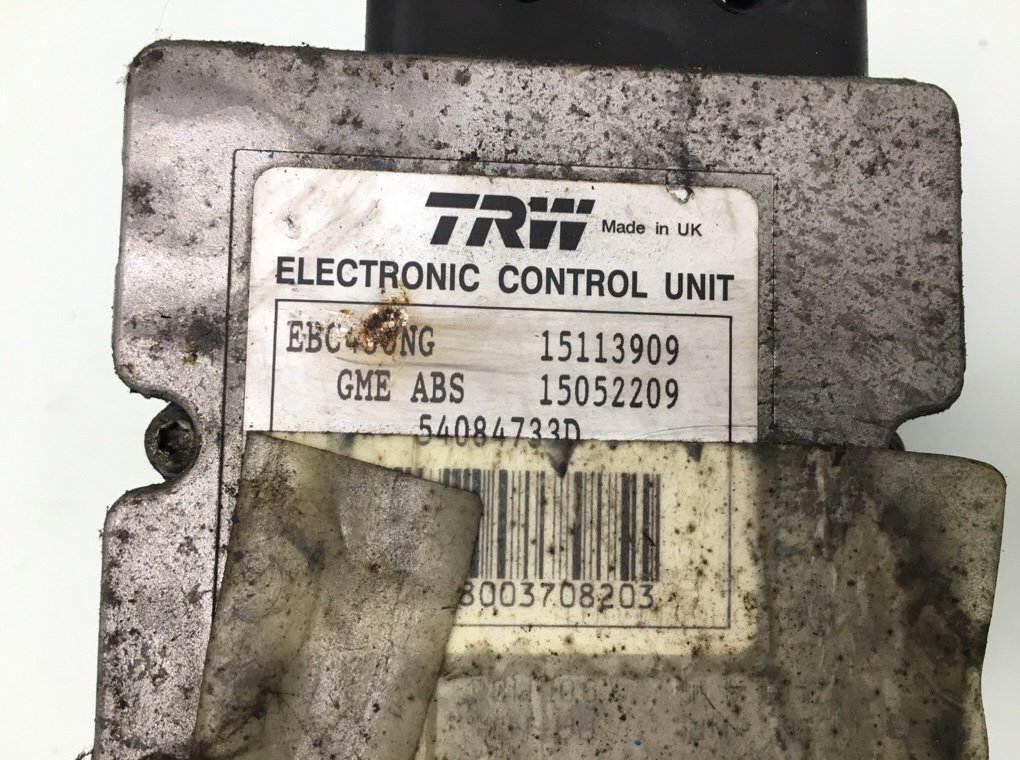 TRW Made in UK
ELECTRONIC CONTROL UNIT
15113909
GME ABS 15052209
54084733D
8003708203